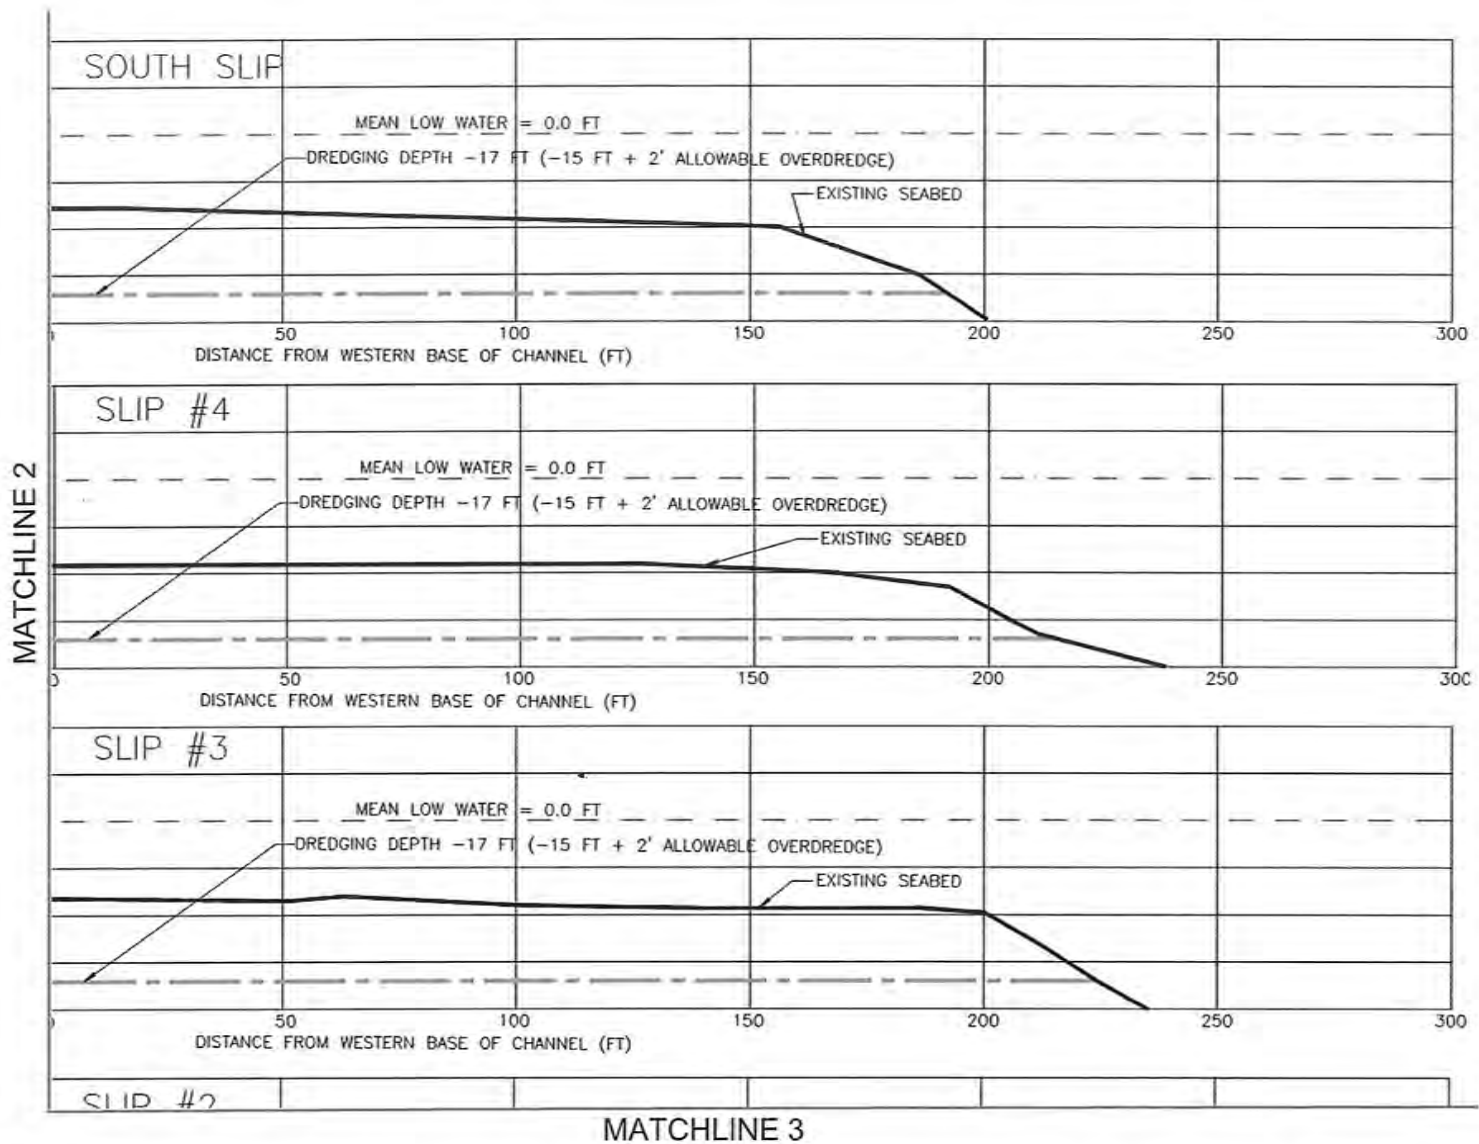 SOUTH SLIP
MEAN LOW WATER = 0.0 FT
DREDGING DEPTH -17 FT (-15 FT + 2' ALLOWABLE OVERDREDGE)
EXISTING SEABED
50 100 150 200 250 300
DISTANCE FROM WESTERN BASE OF CHANNEL (FT)
SLIP #4
MEAN LOW WATER = 0.0 FT
DREDGING DEPTH -17 FT (-15 FT + 2' ALLOWABLE OVERDREDGE)
EXISTING SEABED
MATCHLINE 2
0 50 100 150 200 250 300
DISTANCE FROM WESTERN BASE OF CHANNEL (FT)
SLIP #3
MEAN LOW WATER = 0.0 FT
DREDGING DEPTH -17 FT (-15 FT + 2' ALLOWABLE OVERDREDGE)
EXISTING SEABED
50 100 150 200 250 300
DISTANCE FROM WESTERN BASE OF CHANNEL (FT)
SLIP #2
MATCHLINE 3